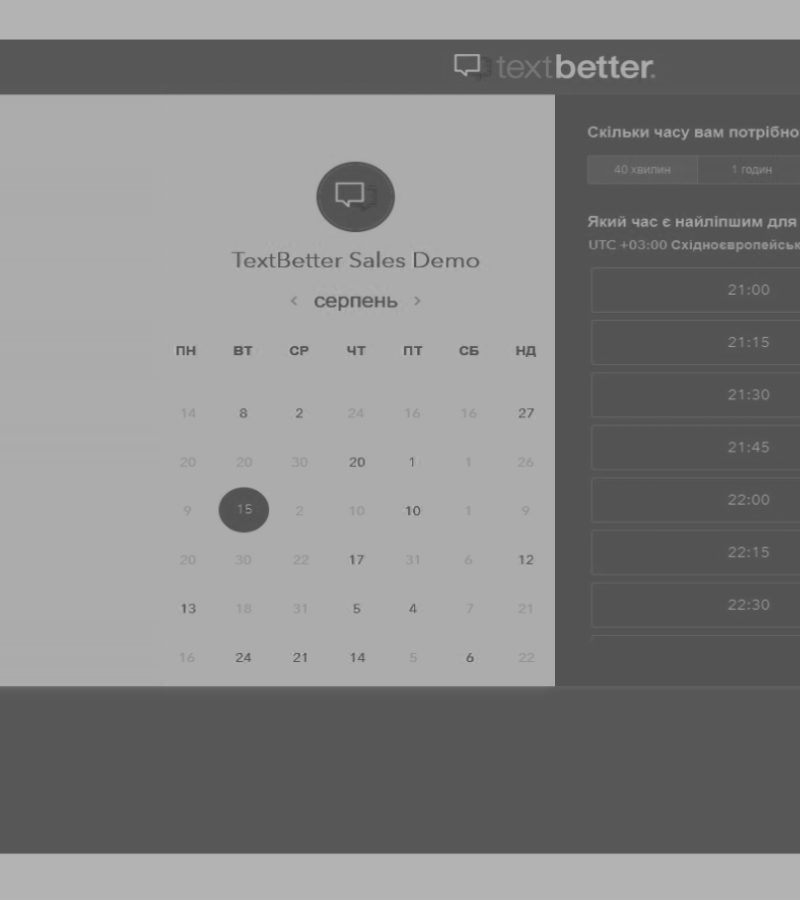 textbetter.
TextBetter Sales Demo
< серпень >
ПН ВТ СР ЧТ ПТ СБ НД
14 8 2 24 16 16 27
20 20 30 20 1 1 26
9 15 2 10 10 1 9
20 30 22 17 31 6 12
13 18 31 5 4 7 21
16 24 21 14 5 6 22
Скільки часу вам потрібно
40 хвилин 1 годин
Який час є найліпшим для
UTC +03:00 Східноєвропейськ
21:00
21:15
21:30
21:45
22:00
22:15
22:30